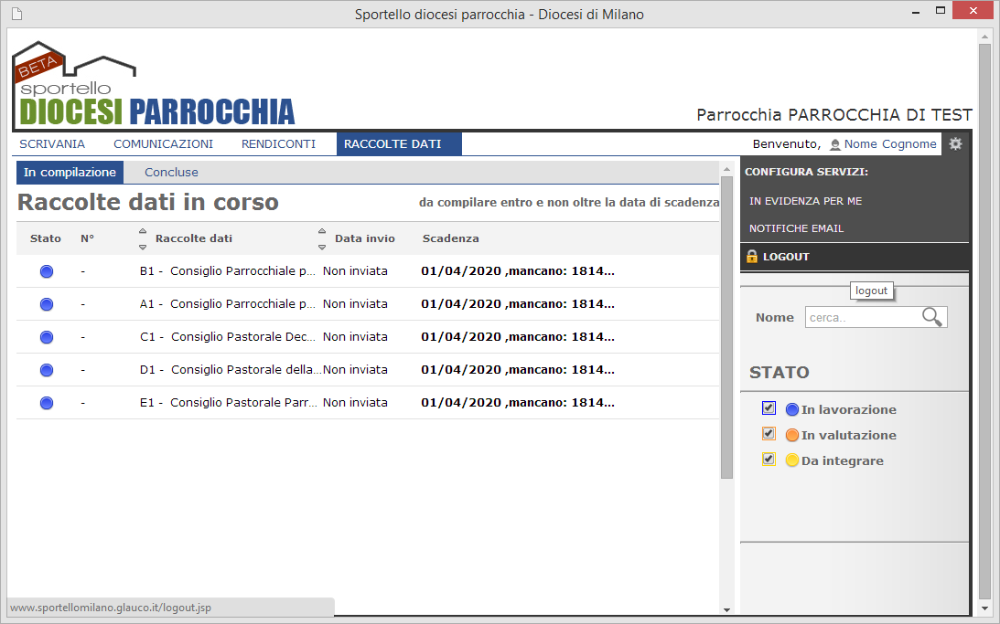 Sportello diocesi parrocchia - Diocesi di Milano
BETA
sportello
DIOCESI PARROCCHIA
Parrocchia PARROCCHIA DI TEST
SCRIVANIA COMUNICAZIONI RENDICONTI RACCOLTE DATI Benvenuto, Nome Cognome
In compilazione Concluse
Raccolte dati in corso da compilare entro e non oltre la data di scadenza
Stato N° Raccolte dati Data invio Scadenza
- B1 - Consiglio Parrocchiale p... Non inviata 01/04/2020 ,mancano: 1814...
- A1 - Consiglio Parrocchiale p... Non inviata 01/04/2020 ,mancano: 1814...
- C1 - Consiglio Pastorale Dec... Non inviata 01/04/2020 ,mancano: 1814...
- D1 - Consiglio Pastorale della... Non inviata 01/04/2020 ,mancano: 1814...
- E1 - Consiglio Pastorale Parr... Non inviata 01/04/2020 ,mancano: 1814...
CONFIGURA SERVIZI:
IN EVIDENZA PER ME
NOTIFICHE EMAIL
LOGOUT
logout
Nome cerca..
STATO
In lavorazione
In valutazione
Da integrare
www.sportellomilano.glauco.it/logout.jsp